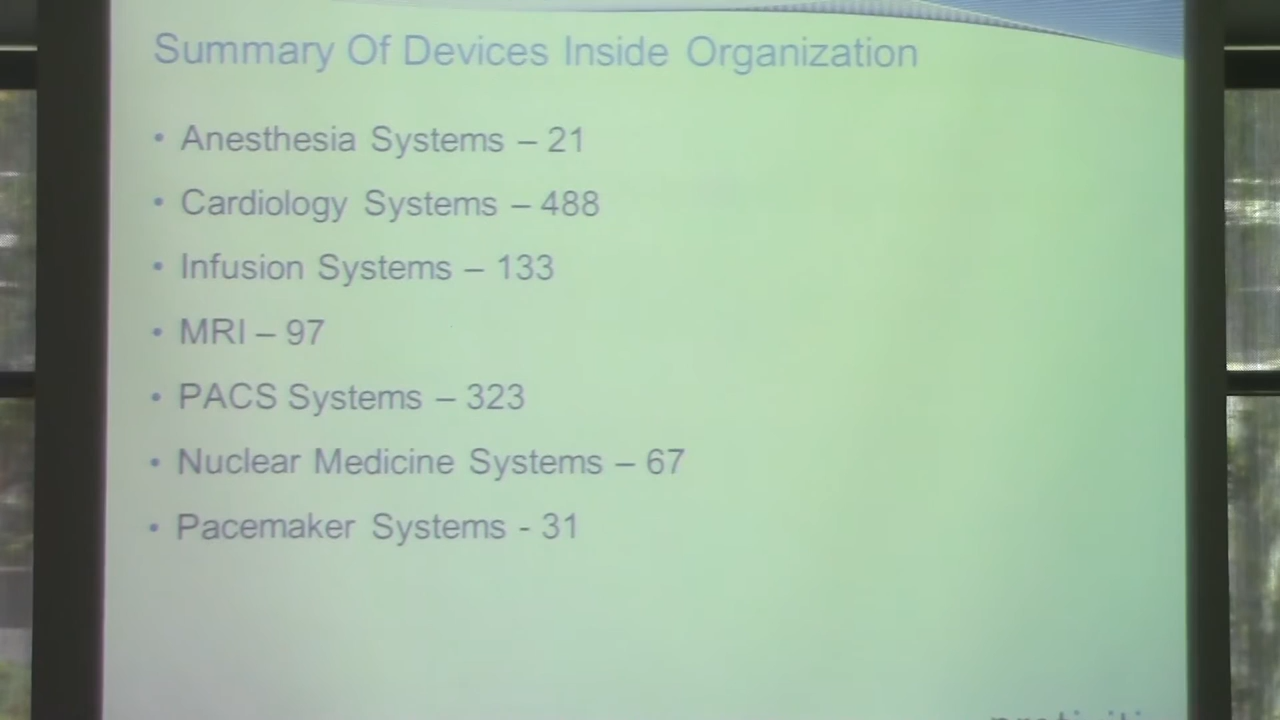 Summary Of Devices Inside Organization
• Anesthesia Systems – 21
• Cardiology Systems – 488
• Infusion Systems – 133
• MRI – 97
• PACS Systems – 323
• Nuclear Medicine Systems – 67
• Pacemaker Systems - 31